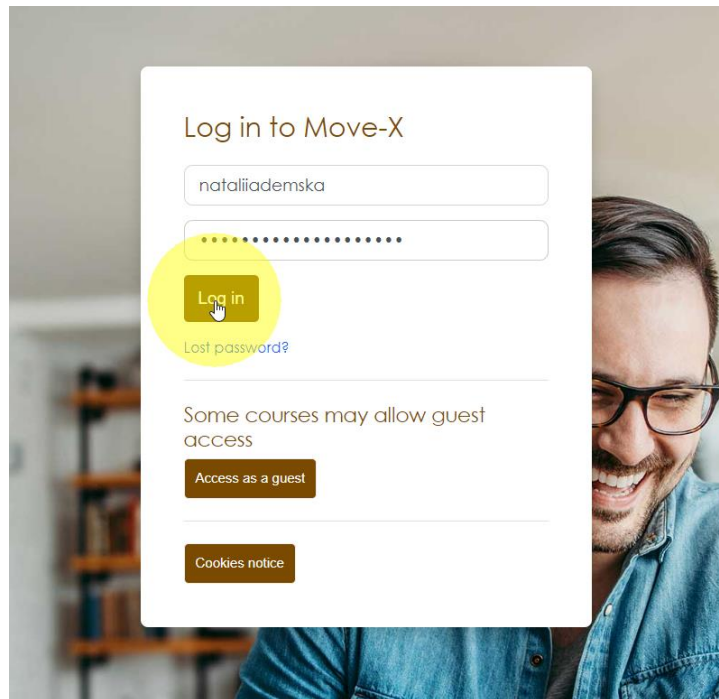 Log in to Move-X
nataliiademska
••••••••••••••••••••
Log in
Lost password?
Some courses may allow guest
access
Access as a guest
Cookies notice